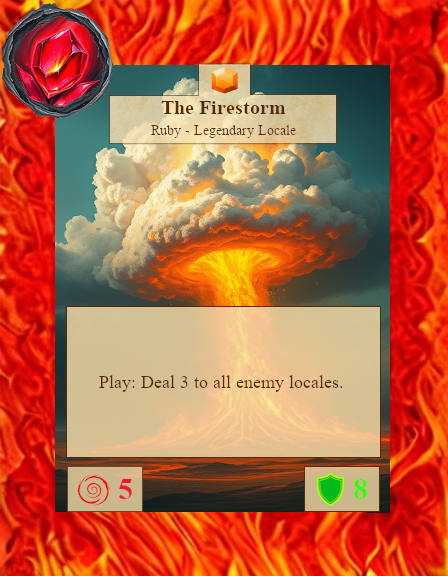 The Firestorm
Ruby - Legendary Locale
Play: Deal 3 to all enemy locales.
5
8